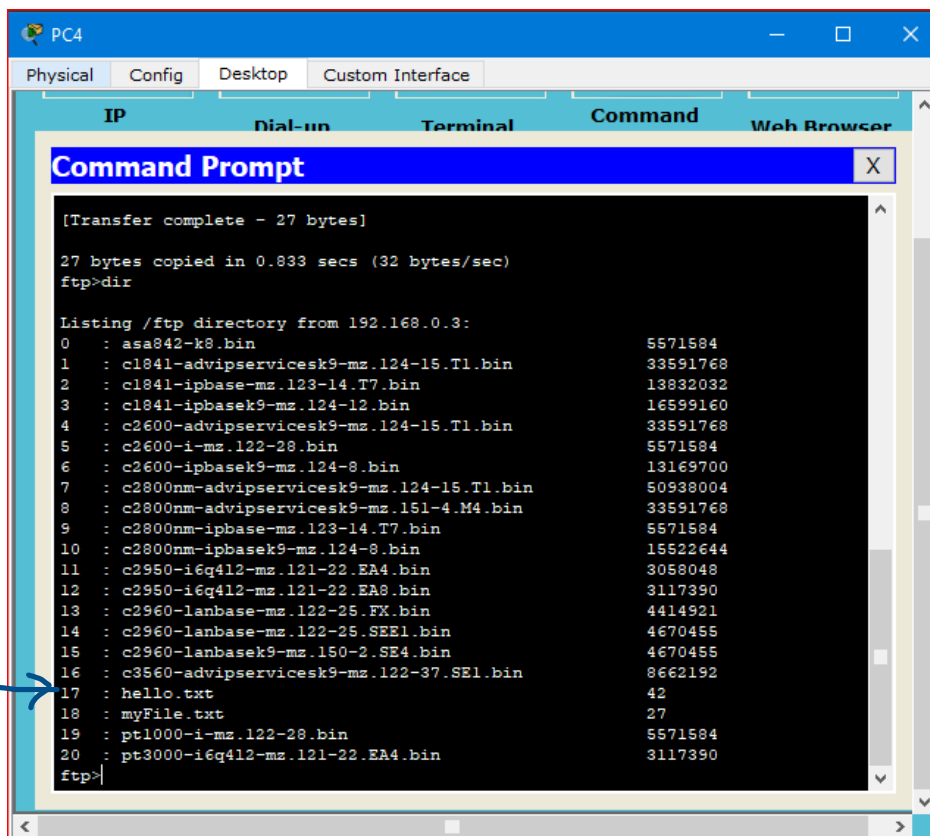 PC4
Physical Config Desktop Custom Interface
IP Dial-up Terminal Command Web Browser
Command Prompt X
[Transfer complete - 27 bytes]
27 bytes copied in 0.833 secs (32 bytes/sec)
ftp>dir
Listing /ftp directory from 192.168.0.3:
0 : asa842-k8.bin 5571584
1 : c1841-advipservicesk9-mz.124-15.T1.bin 33591768
2 : c1841-ipbase-mz.123-14.T7.bin 13832032
3 : c1841-ipbasek9-mz.124-12.bin 16599160
4 : c2600-advipservicesk9-mz.124-15.T1.bin 33591768
5 : c2600-i-mz.122-28.bin 5571584
6 : c2600-ipbasek9-mz.124-8.bin 13169700
7 : c2800nm-advipservicesk9-mz.124-15.T1.bin 50938004
8 : c2800nm-advipservicesk9-mz.151-4.M4.bin 33591768
9 : c2800nm-ipbase-mz.123-14.T7.bin 5571584
10 : c2800nm-ipbasek9-mz.124-8.bin 15522644
11 : c2950-i6q4l2-mz.121-22.EA4.bin 3058048
12 : c2950-i6q4l2-mz.121-22.EA8.bin 3117390
13 : c2960-lanbase-mz.122-25.FX.bin 4414921
14 : c2960-lanbase-mz.122-25.SEE1.bin 4670455
15 : c2960-lanbasek9-mz.150-2.SE4.bin 4670455
16 : c3560-advipservicesk9-mz.122-37.SE1.bin 8662192
17 : hello.txt 42
18 : myFile.txt 27
19 : pt1000-i-mz.122-28.bin 5571584
20 : pt3000-i6q4l2-mz.121-22.EA4.bin 3117390
ftp>